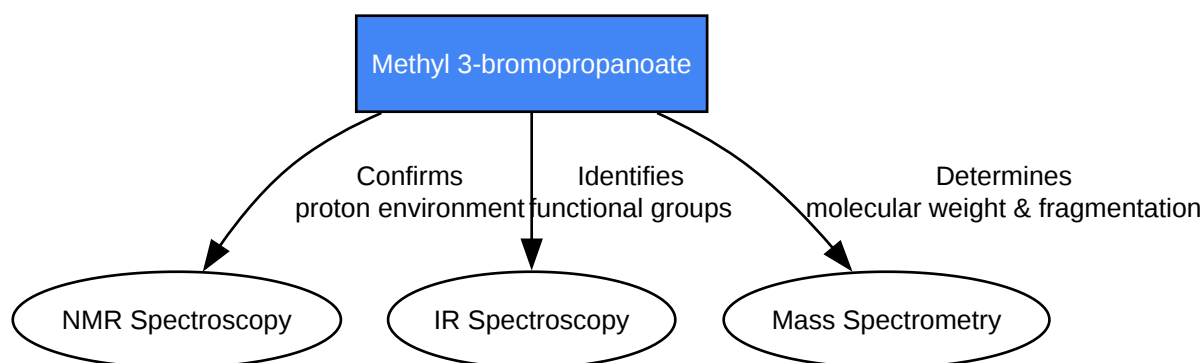 Methyl 3-bromopropanoate
Confirms
proton environment
Identifies
functional groups
Determines
molecular weight & fragmentation
NMR Spectroscopy
IR Spectroscopy
Mass Spectrometry